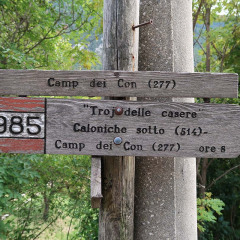 Camp dei Con (277)
985
"Troj delle casere
Caloniche sotto (514)-
Camp dei Con (277) ore 8